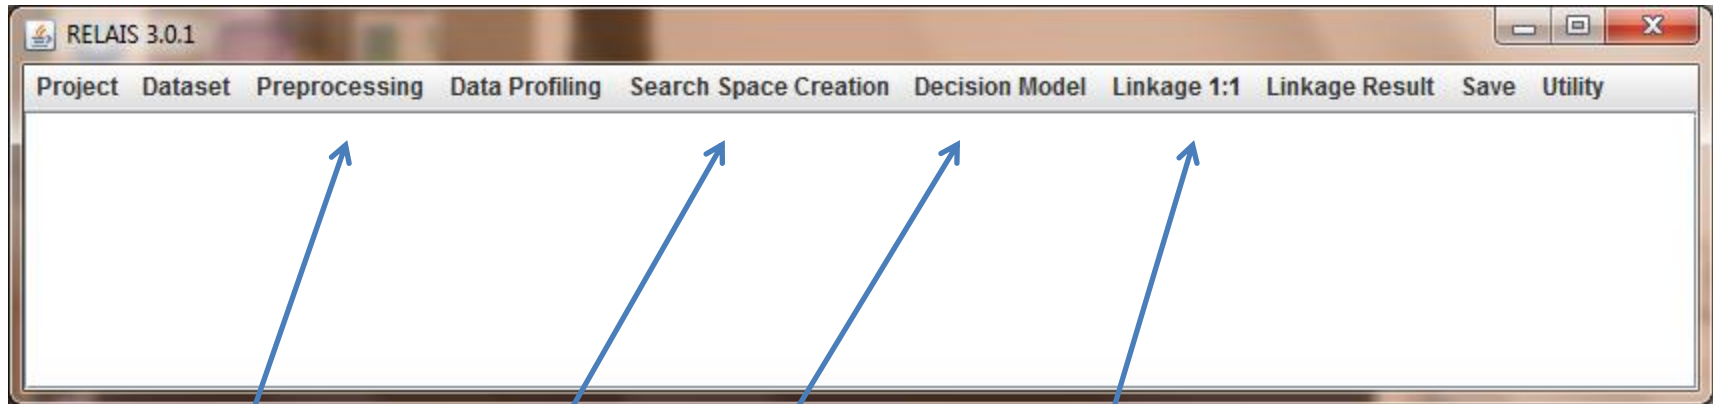 RELAIS 3.0.1
Project Dataset Preprocessing Data Profiling Search Space Creation Decision Model Linkage 1:1 Linkage Result Save Utility